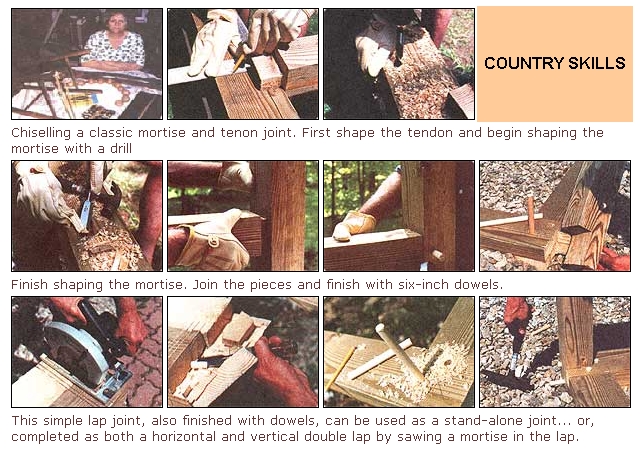 COUNTRY SKILLS
Chiselling a classic mortise and tenon joint. First shape the tendon and begin shaping the
mortise with a drill
Finish shaping the mortise. Join the pieces and finish with six-inch dowels.
This simple lap joint, also finished with dowels, can be used as a stand-alone joint... or,
completed as both a horizontal and vertical double lap by sawing a mortise in the lap.